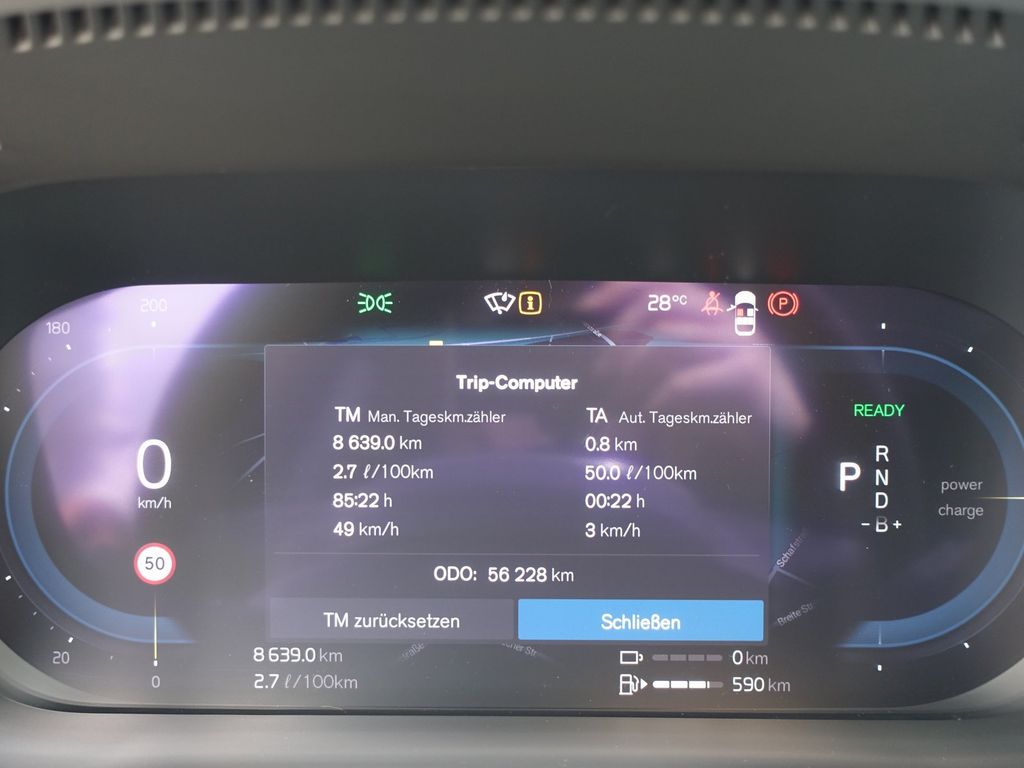 200
180
28°C
Trip-Computer
TM Man. Tageskm.zähler
TA Aut. Tageskm.zähler
8 639.0 km
0.8 km
2.7 ℓ/100km
50.0 ℓ/100km
85:22 h
00:22 h
49 km/h
3 km/h
ODO: 56 228 km
TM zurücksetzen
Schließen
0
km/h
50
20
0
READY
P
R
N
D
- B +
power
charge
Schafstr
Breite Str.
8 639.0 km
2.7 ℓ/100km
0 km
590 km